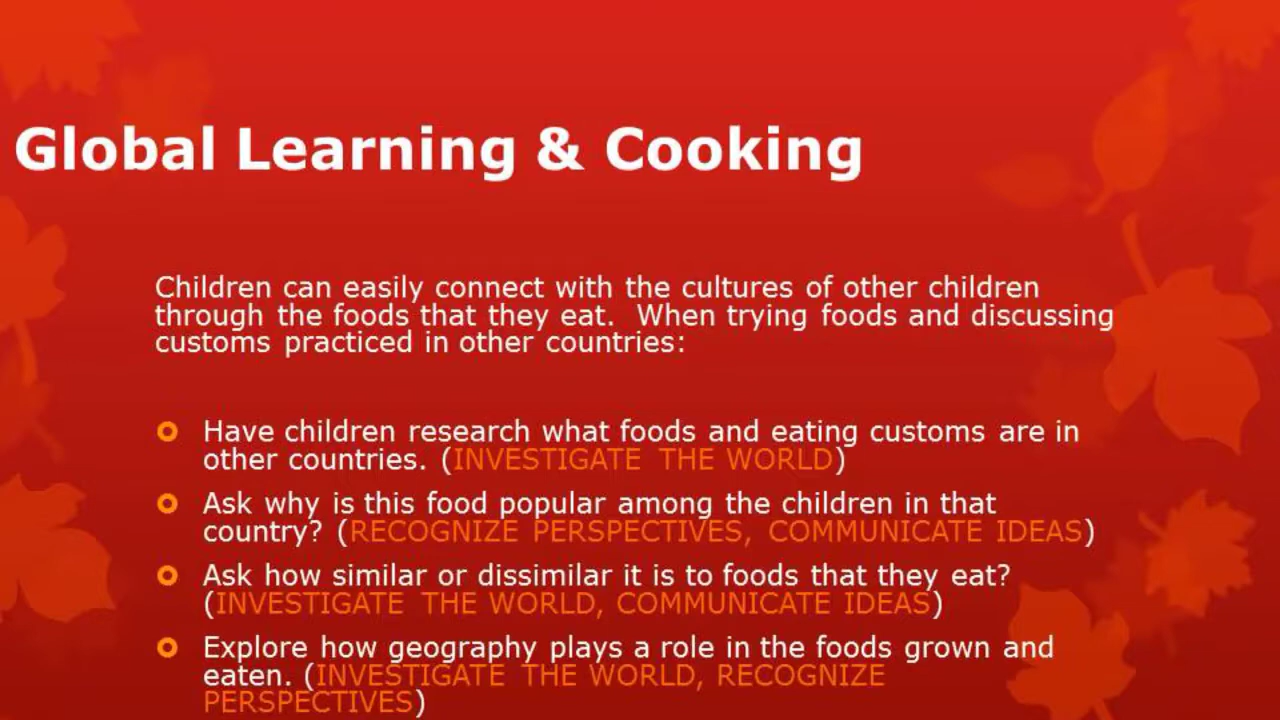 Global Learning & Cooking
Children can easily connect with the cultures of other children
through the foods that they eat.  When trying foods and discussing
customs practiced in other countries:
Have children research what foods and eating customs are in
other countries. (INVESTIGATE THE WORLD)
Ask why is this food popular among the children in that
country? (RECOGNIZE PERSPECTIVES, COMMUNICATE IDEAS)
Ask how similar or dissimilar it is to foods that they eat?
(INVESTIGATE THE WORLD, COMMUNICATE IDEAS)
Explore how geography plays a role in the foods grown and
eaten. (INVESTIGATE THE WORLD, RECOGNIZE
PERSPECTIVES)